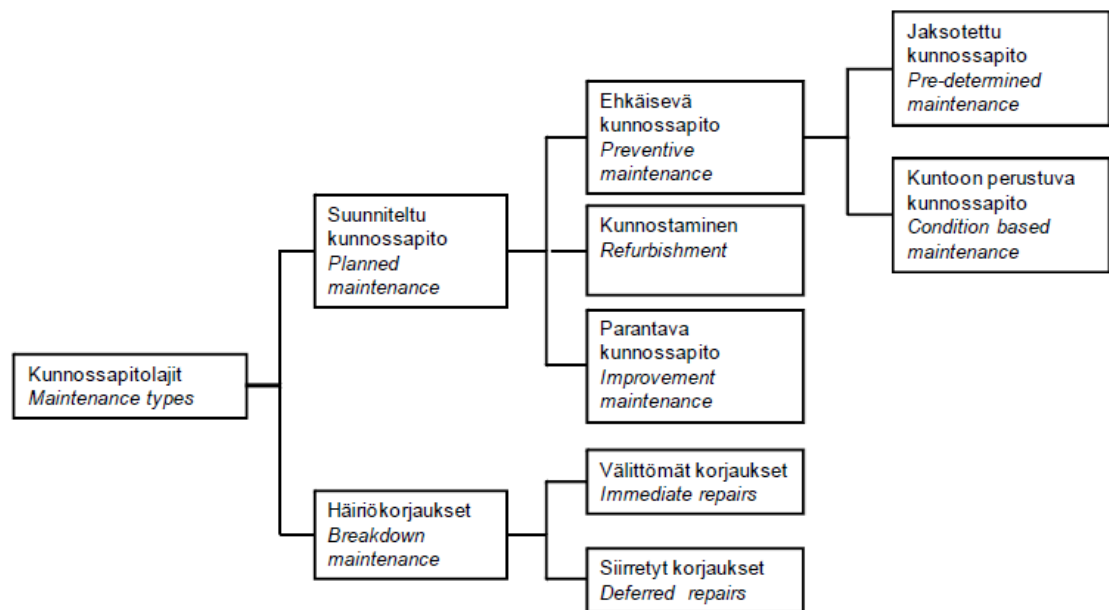 Kunnossapitolajit
Maintenance types
Suunniteltu
kunnossapito
Planned
maintenance
Ehkäisevä
kunnossapito
Preventive
maintenance
Jaksotettu
kunnossapito
Pre-determined
maintenance
Kuntoon perustuva
kunnossapito
Condition based
maintenance
Kunnostaminen
Refurbishment
Parantava
kunnossapito
Improvement
maintenance
Häiriökorjaukset
Breakdown
maintenance
Välittömät korjaukset
Immediate repairs
Siirretyt korjaukset
Deferred repairs